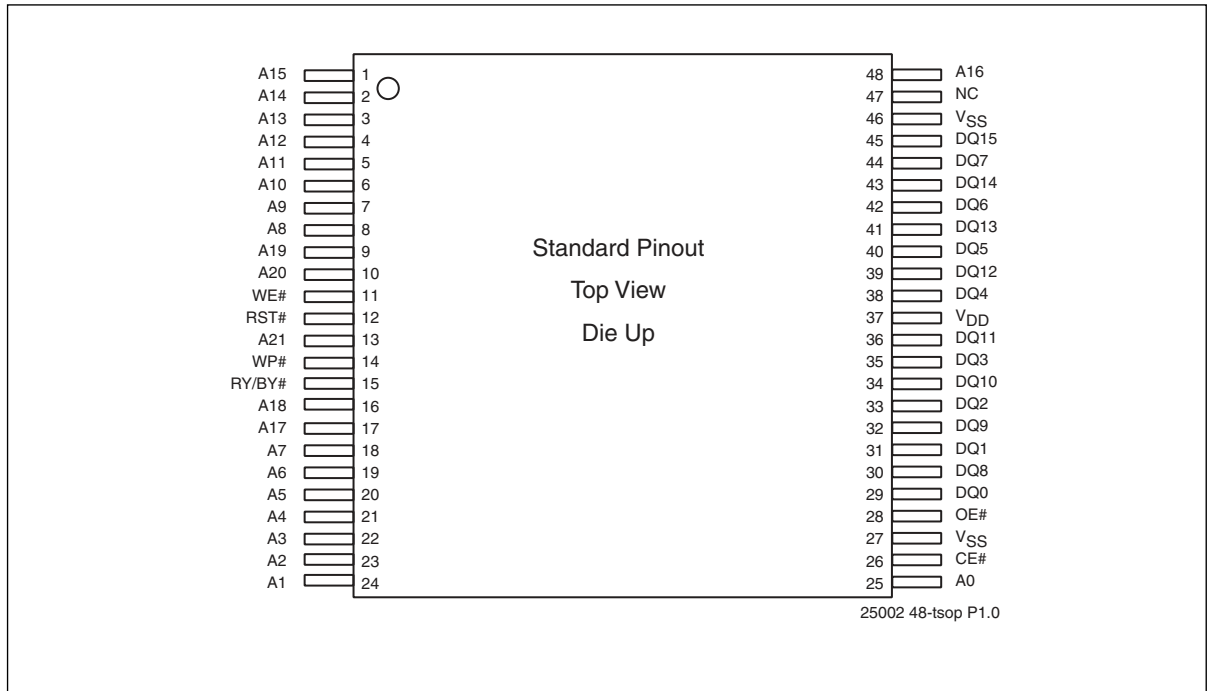 A15 1 48 A16
A14 2 47 NC
A13 3 46 VSS
A12 4 45 DQ15
A11 5 44 DQ7
A10 6 43 DQ14
A9 7 42 DQ6
A8 8 41 DQ13
A19 9 40 DQ5
A20 10 39 DQ12
WE# 11 38 DQ4
RST# 12 37 VDD
A21 13 36 DQ11
WP# 14 35 DQ3
RY/BY# 15 34 DQ10
A18 16 33 DQ2
A17 17 32 DQ9
A7 18 31 DQ1
A6 19 30 DQ8
A5 20 29 DQ0
A4 21 28 OE#
A3 22 27 VSS
A2 23 26 CE#
A1 24 25 A0
Standard Pinout
Top View
Die Up
25002 48-tsop P1.0